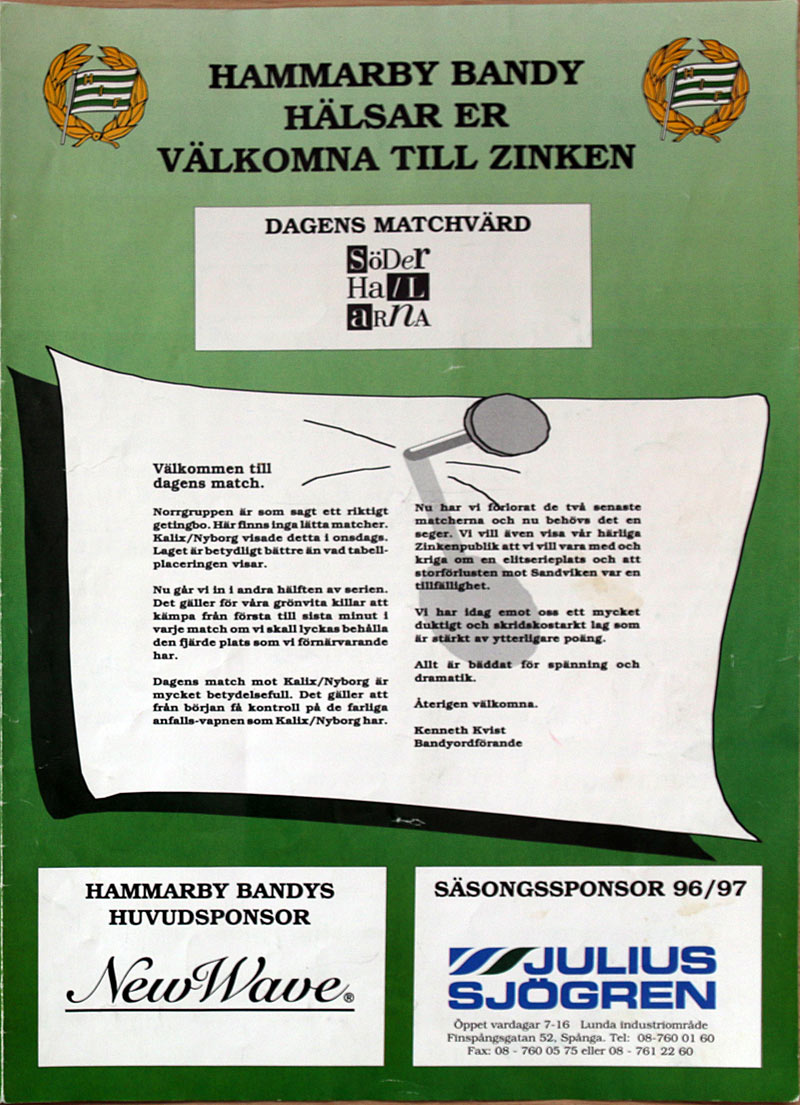 HAMMARBY BANDY
HÄLSAR ER
VÄLKOMNA TILL ZINKEN
H I F
H I F
DAGENS MATCHVÄRD
SöDer
Ha/L
aRnA
Välkommen till
dagens match.
Norrgruppen är som sagt ett riktigt
getingbo. Här finns inga lätta matcher.
Kalix/Nyborg visade detta i onsdags.
Laget är betydligt bättre än vad tabell-
placeringen visar.
Nu går vi in i andra hälften av serien.
Det gäller för våra grönvita killar att
kämpa från första till sista minut i
varje match om vi skall lyckas behålla
den fjärde plats som vi förnärvarande
har.
Dagens match mot Kalix/Nyborg är
mycket betydelsefull. Det gäller att
från början få kontroll på de farliga
anfalls-vapnen som Kalix/Nyborg har.
Nu har vi förlorat de två senaste
matcherna och nu behövs det en
seger. Vi vill även visa vår härliga
Zinkenpublik att vi vill vara med och
kriga om en elitserieplats och att
storförlusten mot Sandviken var en
tillfällighet.
Vi har idag emot oss ett mycket
duktigt och skridskostarkt lag som
är stärkt av ytterligare poäng.
Allt är bäddat för spänning och
dramatik.
Återigen välkomna.
Kenneth Kvist
Bandyordförande
HAMMARBY BANDYS
HUVUDSPONSOR
New Wave®
SÄSONGSSPONSOR 96/97
JULIUS
SJÖGREN
Öppet vardagar 7-16 Lunda industriområde
Finspångsgatan 52, Spånga. Tel: 08-760 01 60
Fax: 08 - 760 05 75 eller 08 - 761 22 60